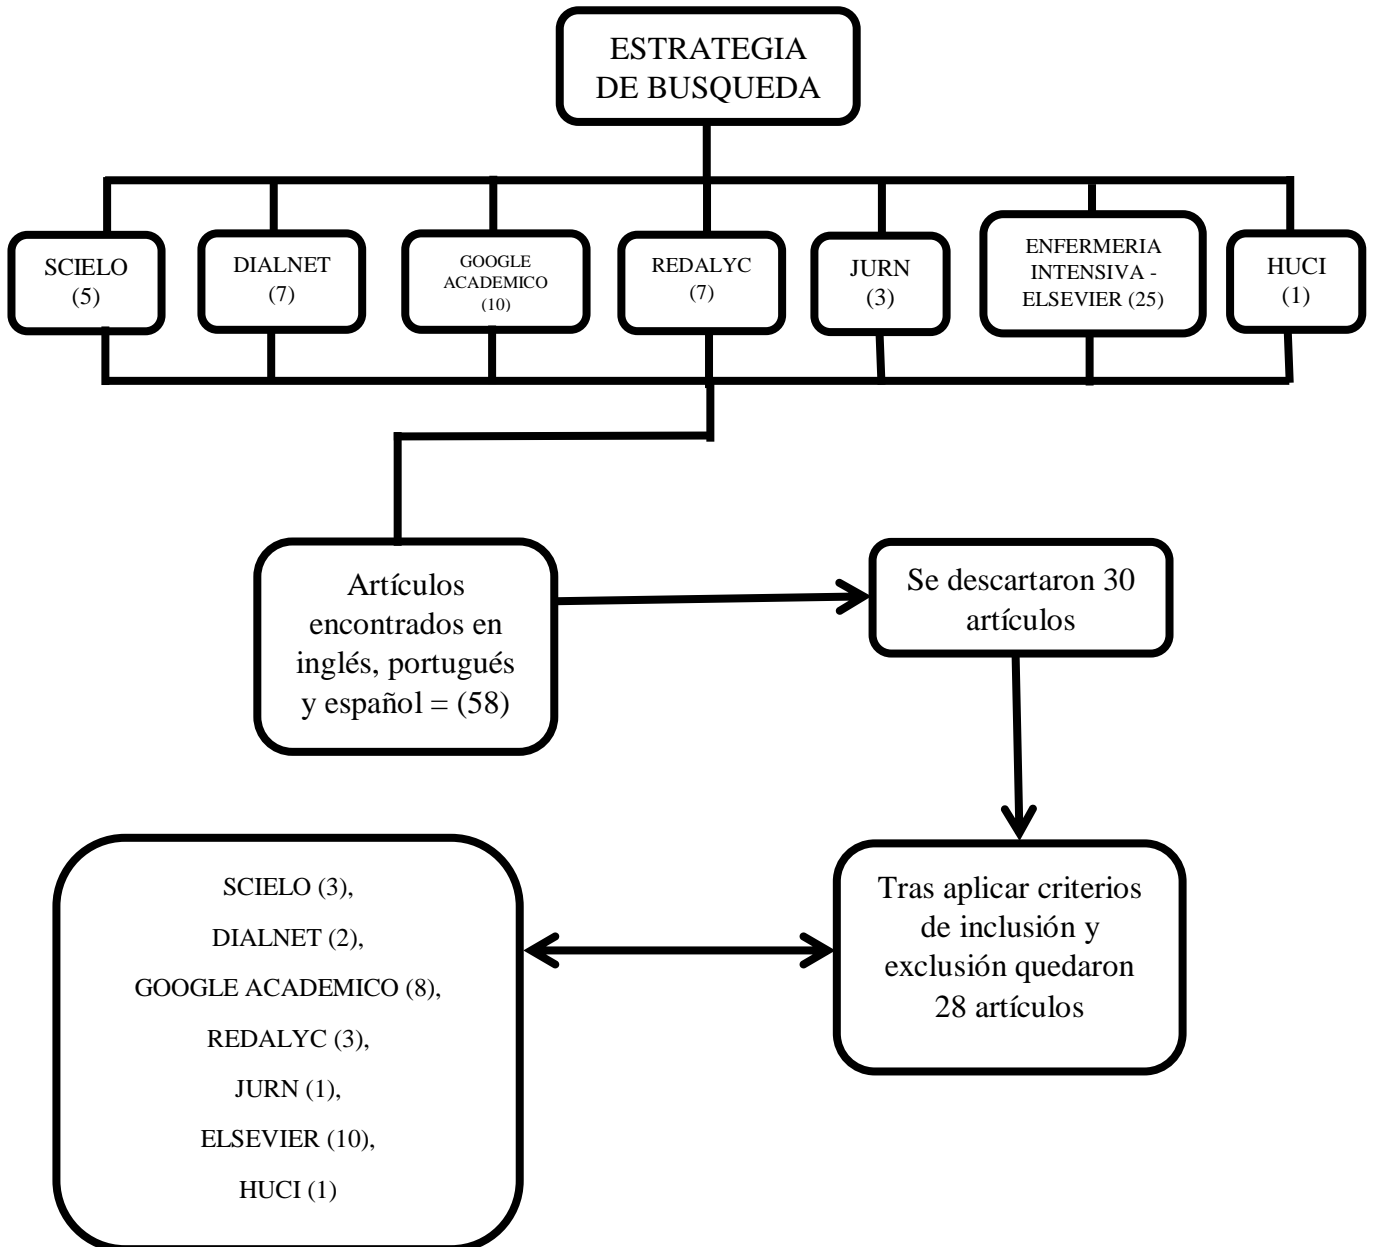 ESTRATEGIA
DE BUSQUEDA
SCIELO
(5)
DIALNET
(7)
GOOGLE
ACADEMICO
(10)
REDALYC
(7)
JURN
(3)
ENFERMERIA
INTENSIVA -
ELSEVIER (25)
HUCI
(1)
Artículos
encontrados en
inglés, portugués
y español = (58)
Se descartaron 30
artículos
Tras aplicar criterios
de inclusión y
exclusión quedaron
28 artículos
SCIELO (3),
DIALNET (2),
GOOGLE ACADEMICO (8),
REDALYC (3),
JURN (1),
ELSEVIER (10),
HUCI (1)